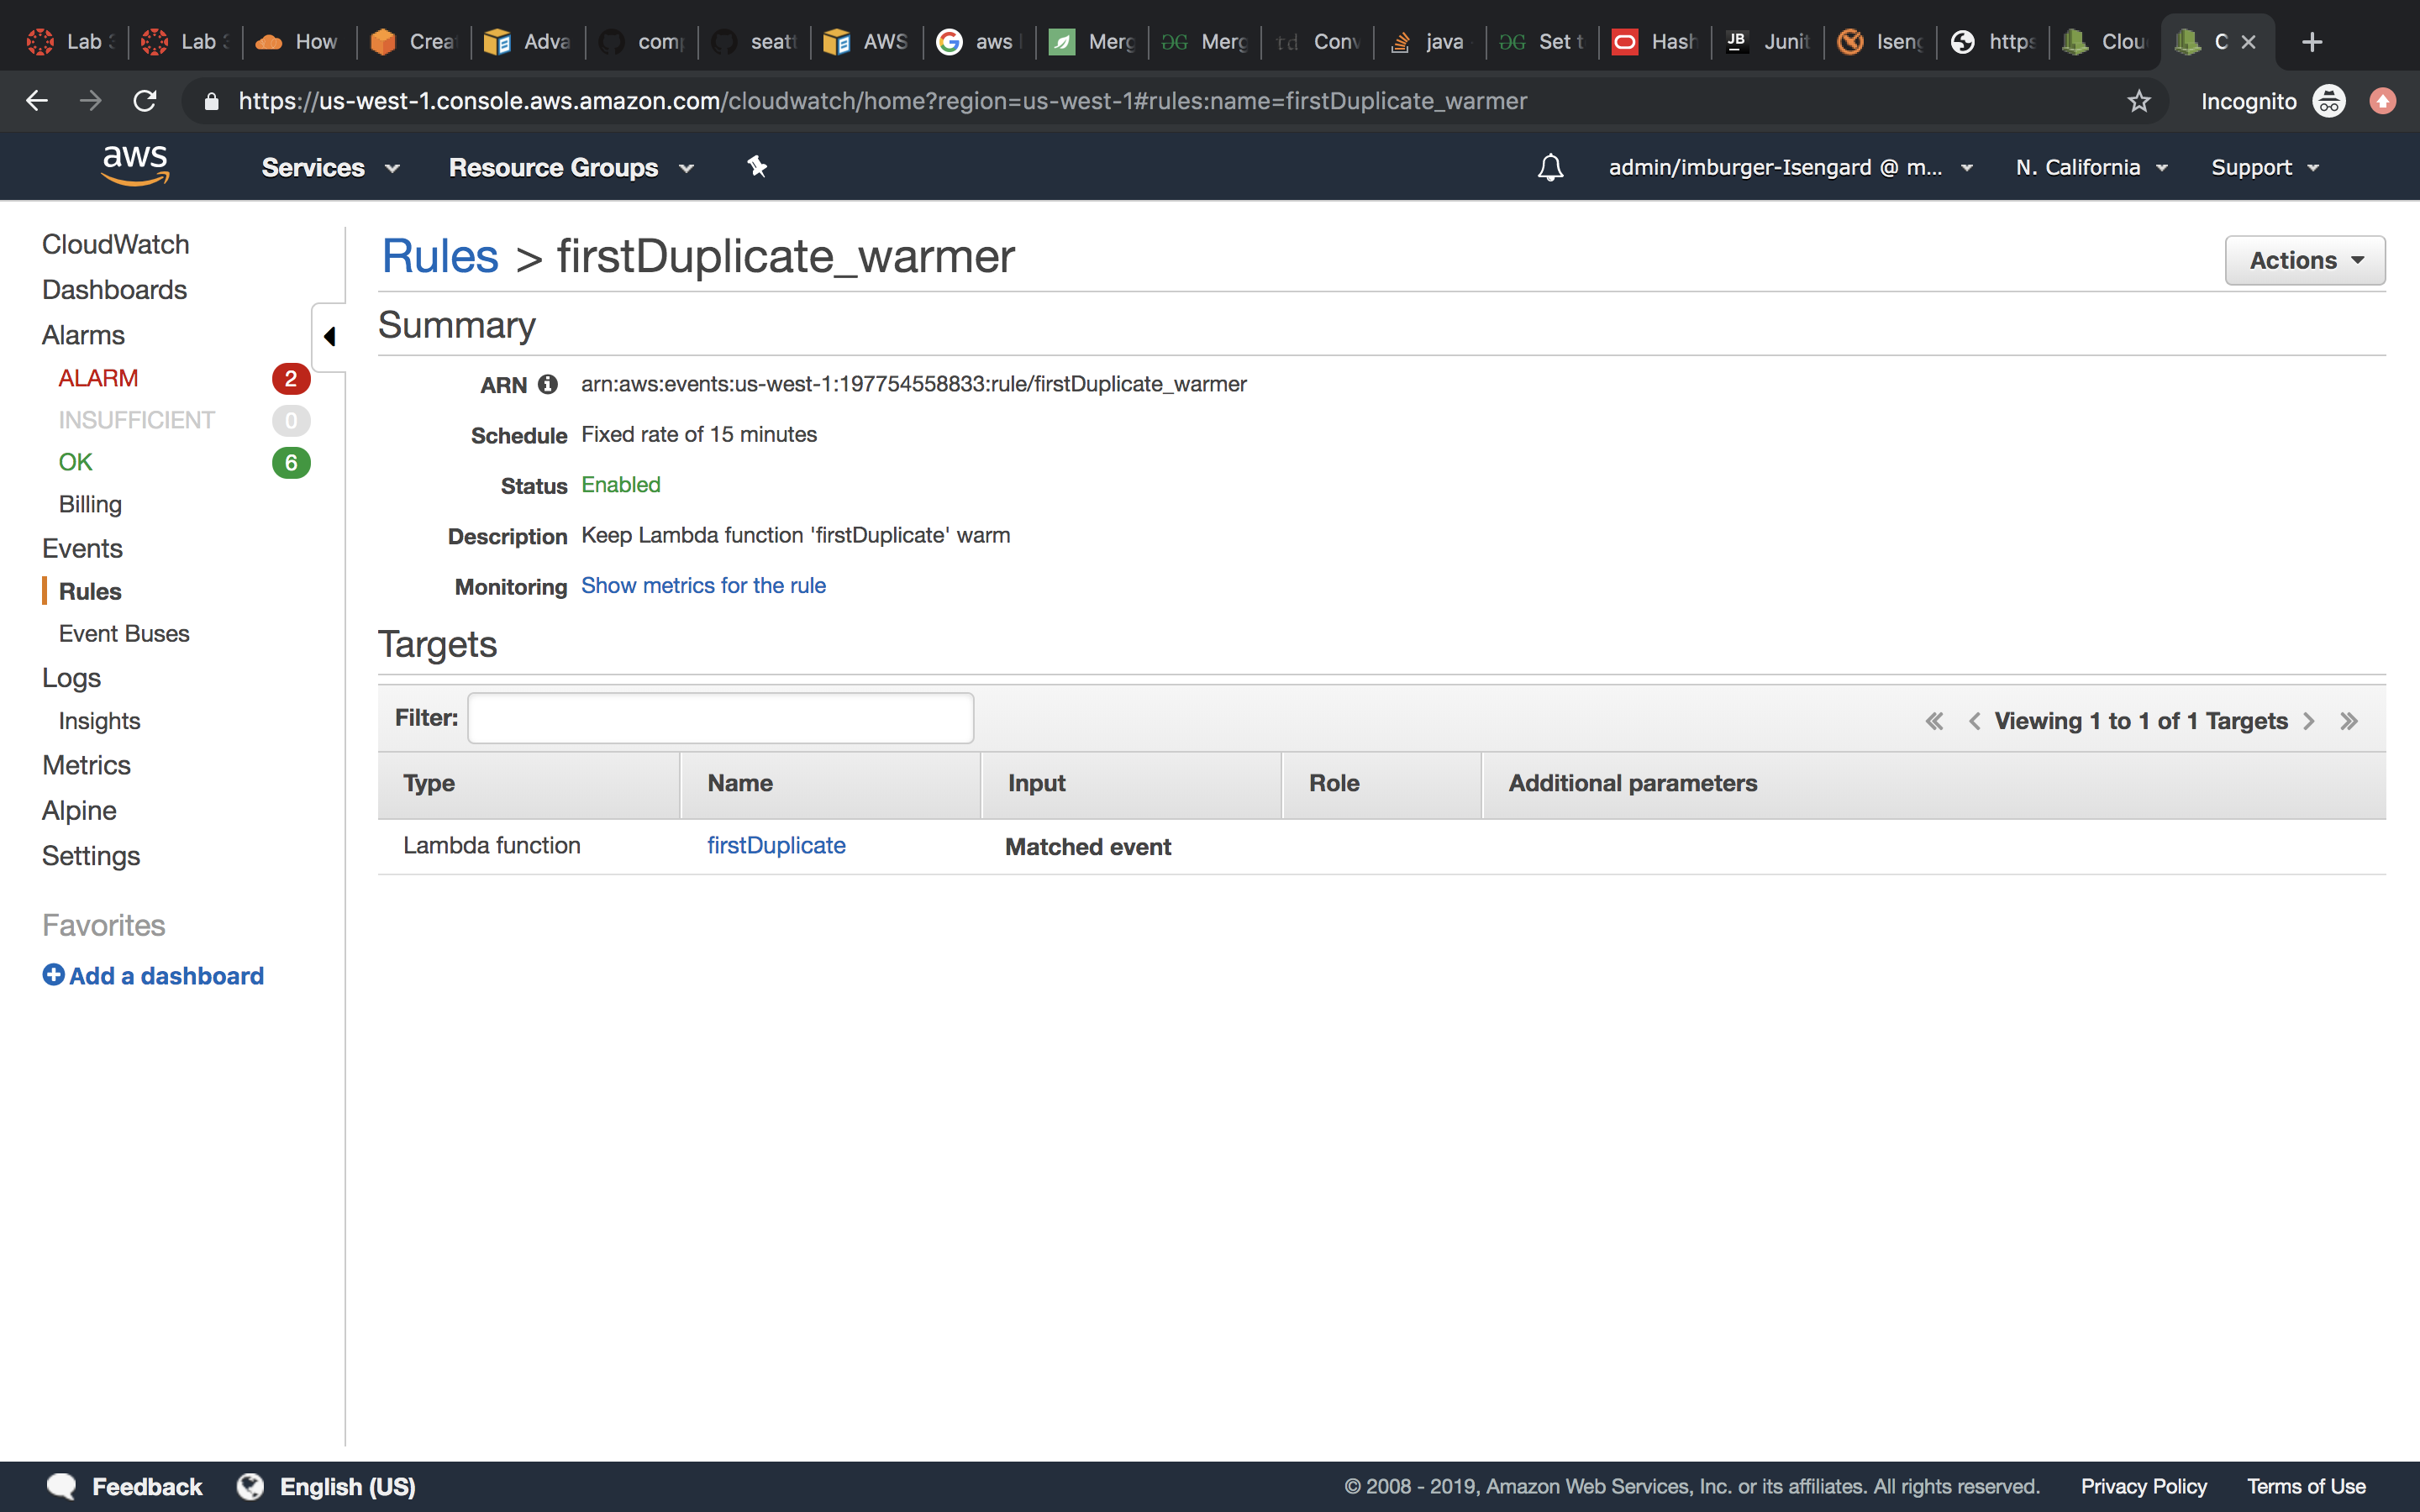 Lab 3 Lab 3 How Crea Adva com seatt AWS aws Merg Merg Conv java Set t Hash Junit Iseng https Clou C
https://us-west-1.console.aws.amazon.com/cloudwatch/home?region=us-west-1#rules:name=firstDuplicate_warmer Incognito
aws Services Resource Groups admin/imburger-Isengard @ m... N. California Support
CloudWatch
Dashboards
Alarms
ALARM 2
INSUFFICIENT 0
OK 6
Billing
Events
Rules
Event Buses
Logs
Insights
Metrics
Alpine
Settings
Favorites
Add a dashboard
Rules > firstDuplicate_warmer
Actions
Summary
ARN arn:aws:events:us-west-1:197754558833:rule/firstDuplicate_warmer
Schedule Fixed rate of 15 minutes
Status Enabled
Description Keep Lambda function 'firstDuplicate' warm
Monitoring Show metrics for the rule
Targets
Filter: Viewing 1 to 1 of 1 Targets
Type Name Input Role Additional parameters
Lambda function firstDuplicate Matched event
Feedback English (US) © 2008 - 2019, Amazon Web Services, Inc. or its affiliates. All rights reserved. Privacy Policy Terms of Use